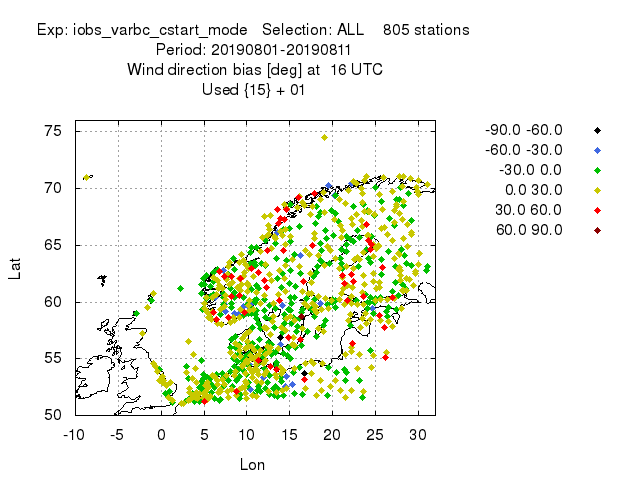 Exp: iobs_varbc_cstart_mode   Selection: ALL    805 stations
Period: 20190801-20190811
Wind direction bias [deg] at  16 UTC
Used {15} + 01
-90.0 -60.0
-60.0 -30.0
-30.0 0.0
0.0 30.0
30.0 60.0
60.0 90.0
75
70
65
60
55
50
Lat
-10 -5 0 5 10 15 20 25 30
Lon